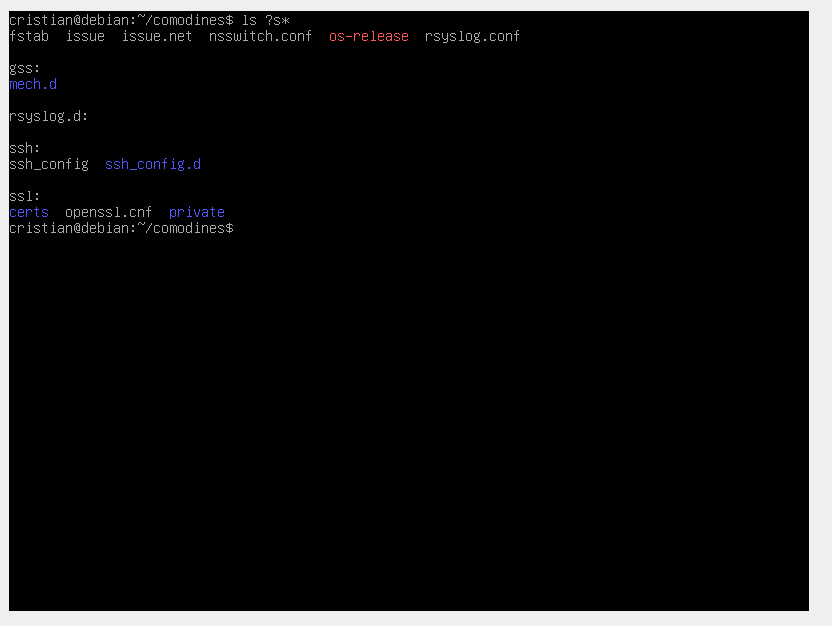 cristian@debian:~/comodines$ ls ?s*
fstab  issue  issue.net  nsswitch.conf  os-release  rsyslog.conf
gss:
mech.d
rsyslog.d:
ssh:
ssh_config  ssh_config.d
ssl:
certs  openssl.cnf  private
cristian@debian:~/comodines$